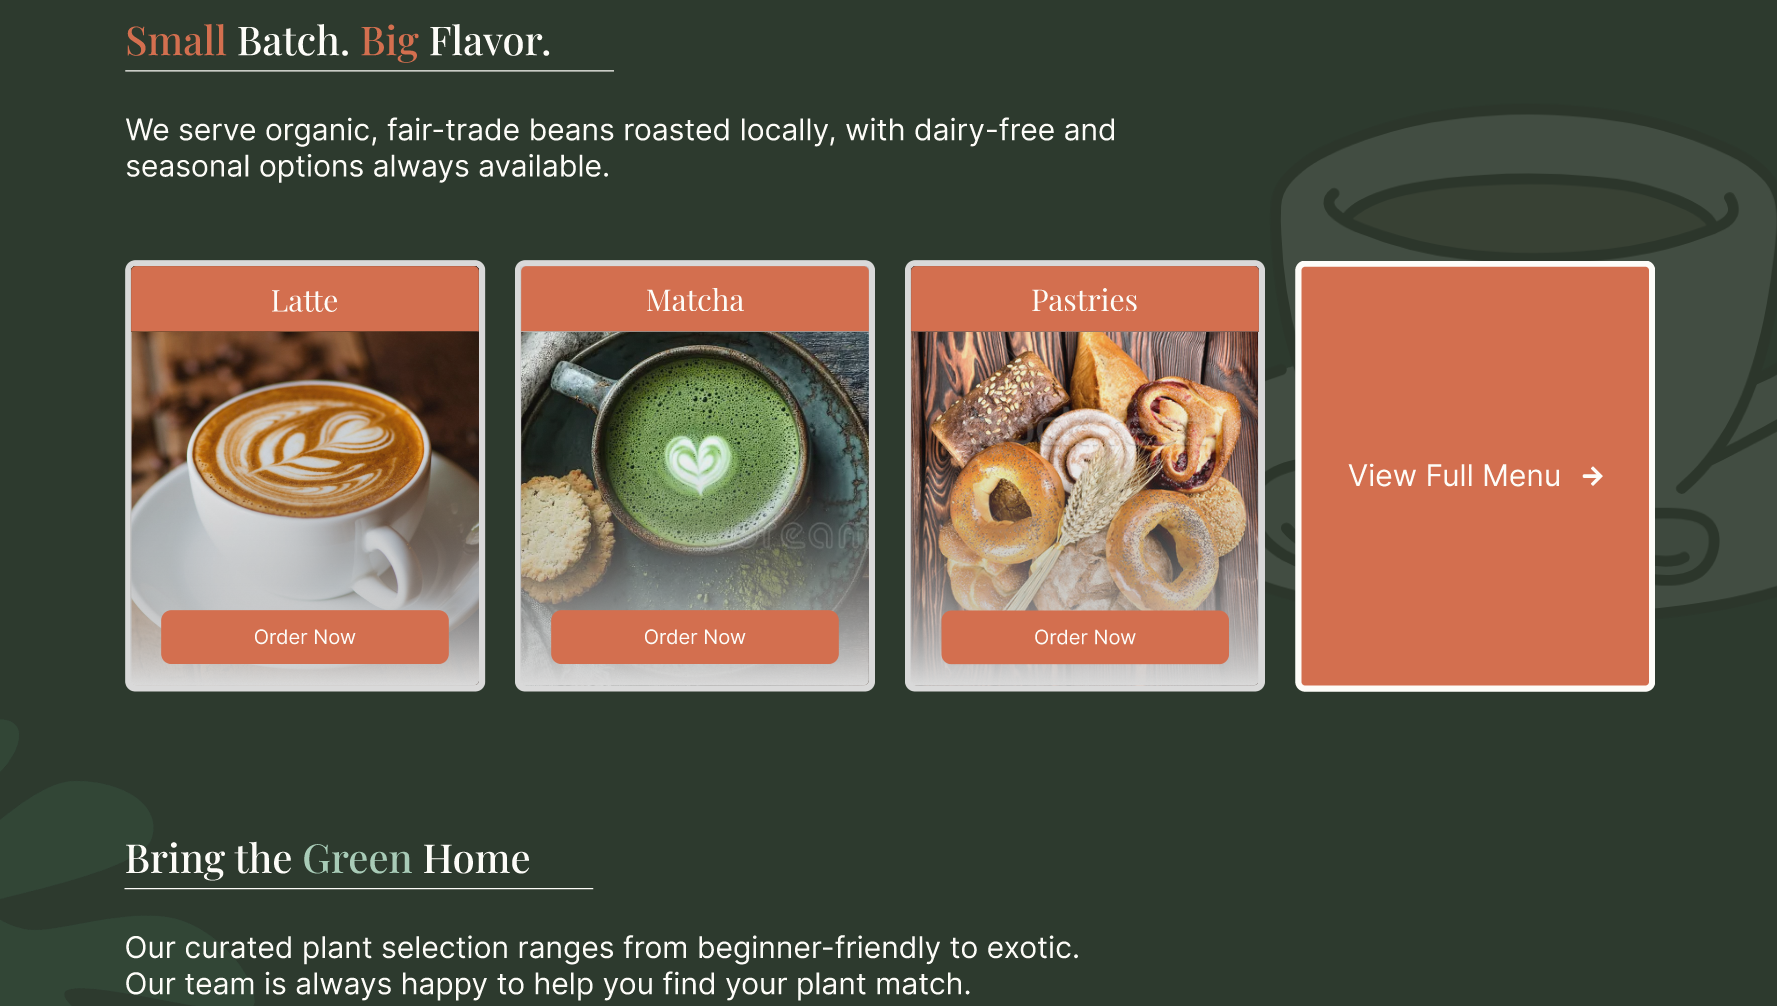 Small Batch. Big Flavor.
We serve organic, fair-trade beans roasted locally, with dairy-free and
seasonal options always available.
Latte
Matcha
Pastries
View Full Menu →
Order Now
Order Now
Order Now
Bring the Green Home
Our curated plant selection ranges from beginner-friendly to exotic.
Our team is always happy to help you find your plant match.